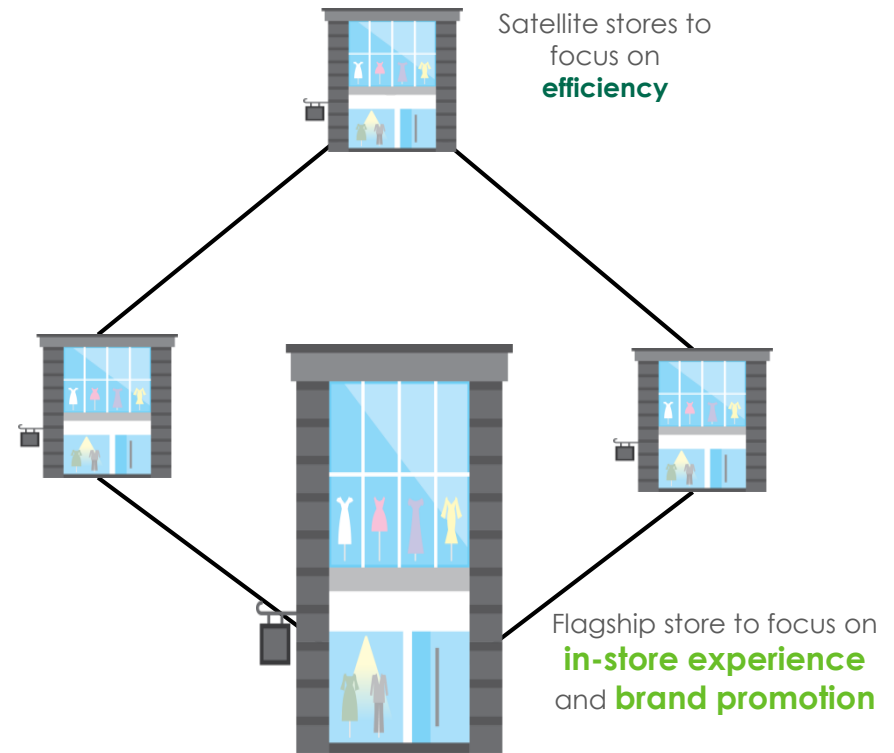 Satellite stores to
focus on
efficiency
Flagship store to focus on
in-store experience
and brand promotion